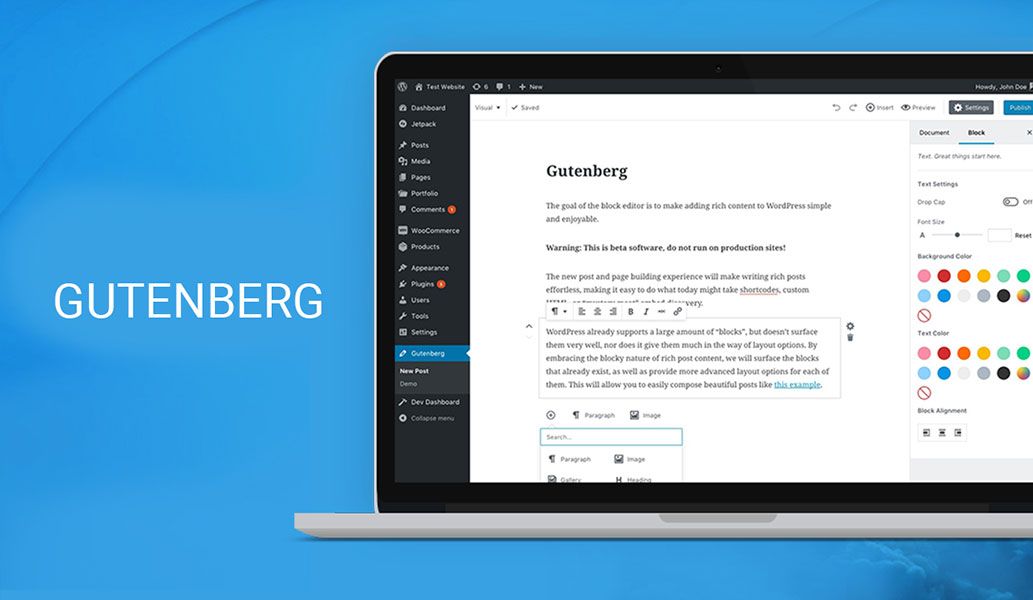 GUTENBERG
Test Website 6 1 + New Howdy, John Doe
Dashboard
Jetpack
Posts
Media
Pages
Portfolio
Comments 1
WooCommerce
Products
Appearance
Plugins 1
Users
Tools
Settings
Gutenberg
New Post
Demo
Dev Dashboard
Collapse menu
Visual Saved Insert Preview Settings Publish
Gutenberg
The goal of the block editor is to make adding rich content to WordPress simple
and enjoyable.
Warning: This is beta software, do not run on production sites!
The new post and page building experience will make writing rich posts
effortless, making it easy to do what today might take shortcodes, custom
discovery.
B I ABC
WordPress already supports a large amount of “blocks”, but doesn’t surface
them very well, nor does it give them much in the way of layout options. By
embracing the blocky nature of rich post content, we will surface the blocks
that already exist, as well as provide more advanced layout options for each of
them. This will allow you to easily compose beautiful posts like this example.
Paragraph Image
Search...
Paragraph Image
Gallery H Heading
Document Block ×
Text. Great things start here.
Text Settings
Drop Cap Off
Font Size
A Reset
Background Color
Text Color
Block Alignment